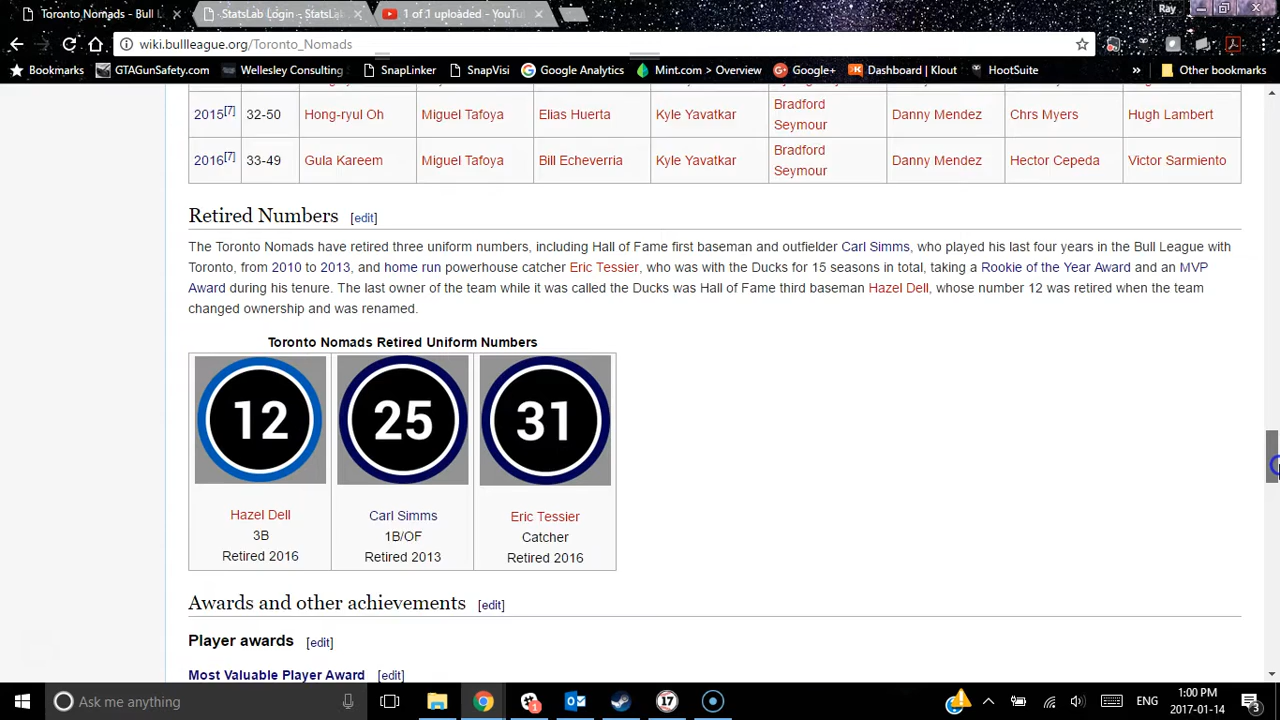 Toronto Nomads - Bull L
StatsLab Login - StatsLa
1 of 1 uploaded - YouTu
Ray
wiki.bullleague.org/Toronto_Nomads
Bookmarks
GTAGunSafety.com
Wellesley Consulting
SnapLinker
SnapVisi
Google Analytics
Mint.com > Overview
Google+
Dashboard | Klout
HootSuite
»
Other bookmarks
2015[7] 32-50 Hong-ryul Oh Miguel Tafoya Elias Huerta Kyle Yavatkar Bradford Seymour Danny Mendez Chrs Myers Hugh Lambert
2016[7] 33-49 Gula Kareem Miguel Tafoya Bill Echeverria Kyle Yavatkar Bradford Seymour Danny Mendez Hector Cepeda Victor Sarmiento
Retired Numbers [edit]
The Toronto Nomads have retired three uniform numbers, including Hall of Fame first baseman and outfielder Carl Simms, who played his last four years in the Bull League with
Toronto, from 2010 to 2013, and home run powerhouse catcher Eric Tessier, who was with the Ducks for 15 seasons in total, taking a Rookie of the Year Award and an MVP
Award during his tenure. The last owner of the team while it was called the Ducks was Hall of Fame third baseman Hazel Dell, whose number 12 was retired when the team
changed ownership and was renamed.
Toronto Nomads Retired Uniform Numbers
12 25 31
Hazel Dell Carl Simms Eric Tessier
3B 1B/OF Catcher
Retired 2016 Retired 2013 Retired 2016
Awards and other achievements [edit]
Player awards [edit]
Most Valuable Player Award [edit]
Ask me anything
17
ENG
1:00 PM
2017-01-14
3